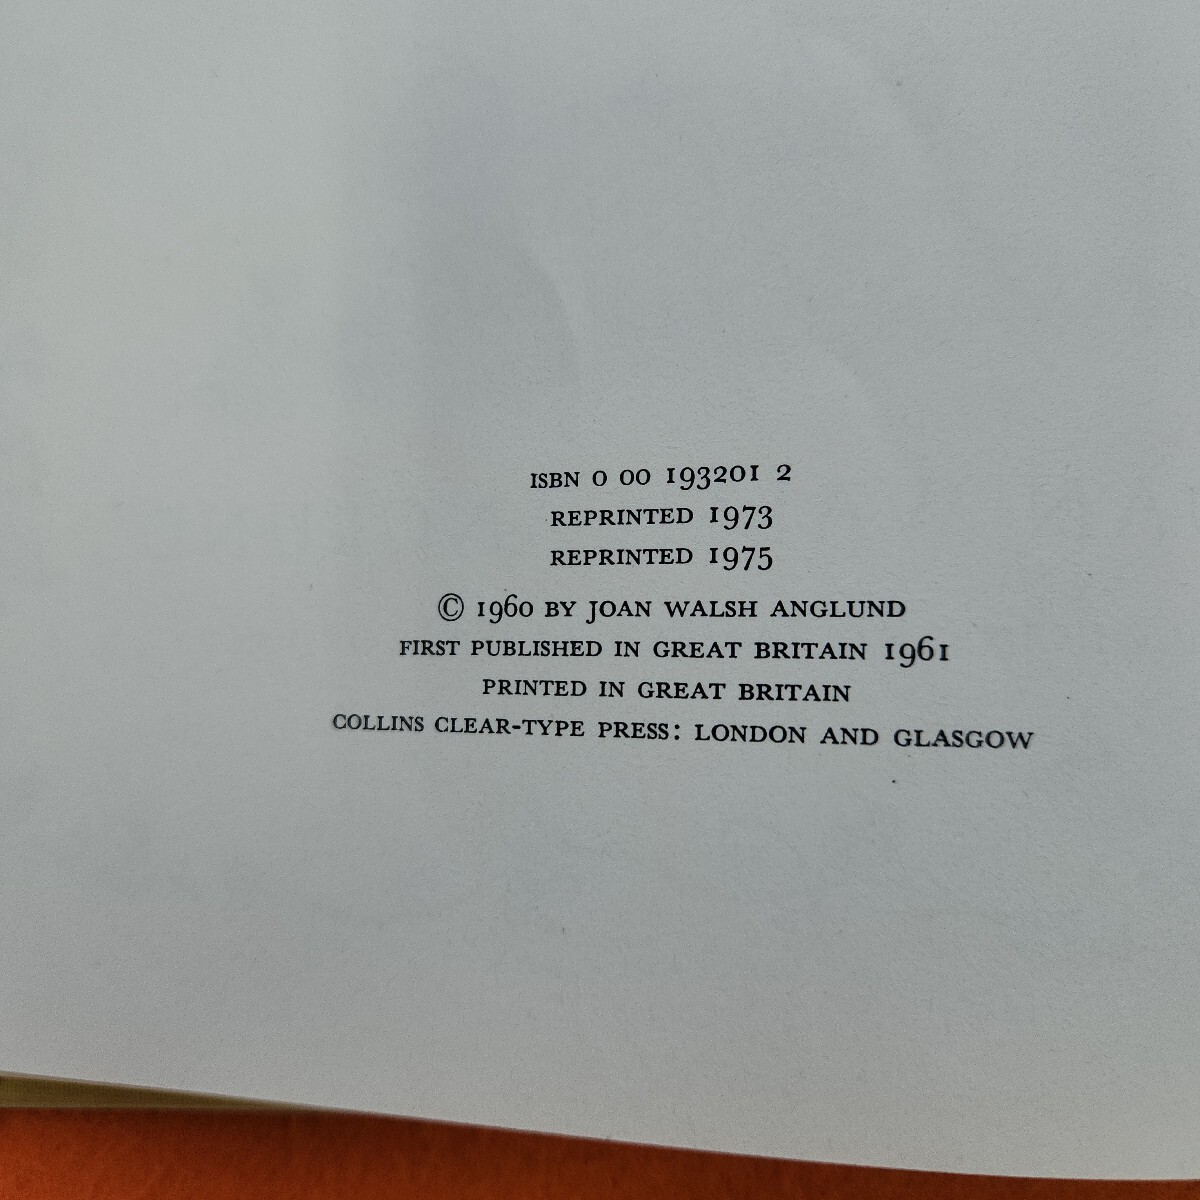 ISBN 0 00 193201 2
REPRINTED 1973
REPRINTED 1975
© 1960 BY JOAN WALSH ANGLUND
FIRST PUBLISHED IN GREAT BRITAIN 1961
PRINTED IN GREAT BRITAIN
COLLINS CLEAR-TYPE PRESS: LONDON AND GLASGOW